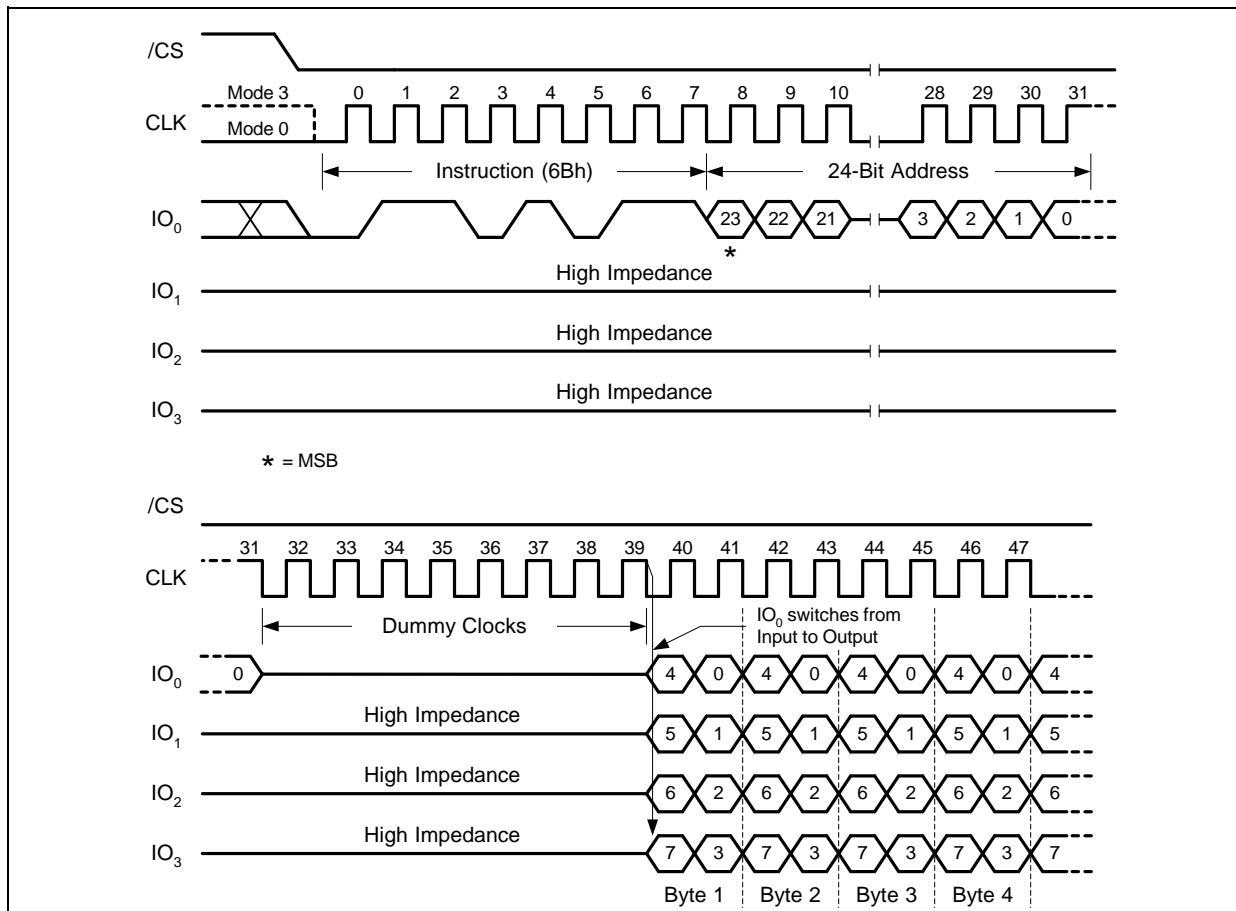 /CS
Mode 3 0 1 2 3 4 5 6 7 8 9 10 28 29 30 31
CLK
Mode 0
Instruction (6Bh) 24-Bit Address
IO0 23 22 21 3 2 1 0
*
High Impedance
IO1
High Impedance
IO2
High Impedance
IO3
* = MSB
/CS
31 32 33 34 35 36 37 38 39 40 41 42 43 44 45 46 47
CLK
Dummy Clocks
IO0 switches from
Input to Output
IO0 0 4 0 4 0 4 0 4 0 4
High Impedance
IO1 5 1 5 1 5 1 5 1 5
High Impedance
IO2 6 2 6 2 6 2 6 2 6
High Impedance
IO3 7 3 7 3 7 3 7 3 7
Byte 1 Byte 2 Byte 3 Byte 4